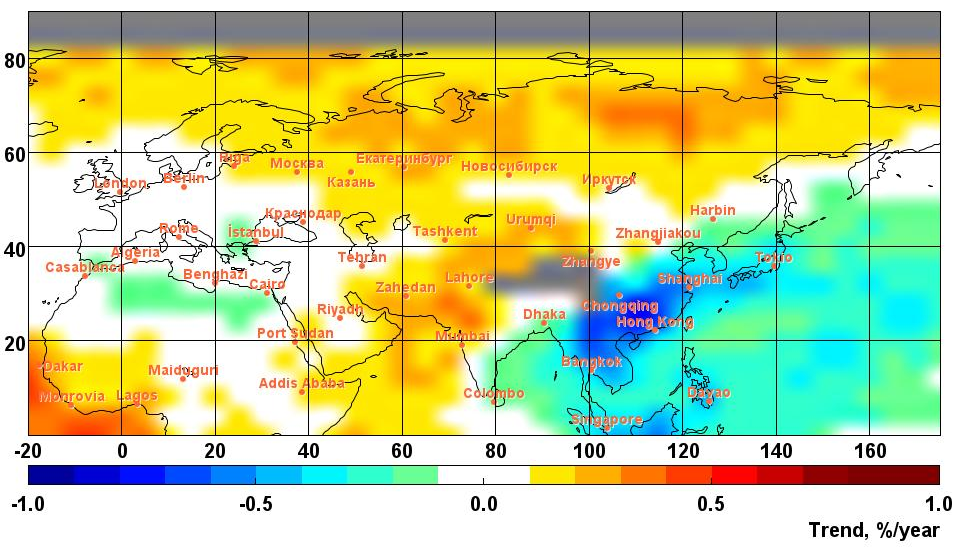 80
60
Riga
Москва
Екатеринбург
Новосибирск
London
Berlin
Казань
Иркутск
Краснодар
Urumqi
Harbin
Rome
İstanbul
Tashkent
Zhangjiakou
40
Algeria
Tehran
Zhangye
Tokio
Casablanca
Benghazi
Cairo
Zahedan
Lahore
Shanghai
Riyadh
Dhaka
Chongqing
Hong Kong
Port Sudan
Mumbai
20
Dakar
Maiduguri
Bangkok
Addis Ababa
Monrovia
Lagos
Colombo
Davao
Singapore
-20 0 20 40 60 80 100 120 140 160
-1.0 -0.5 0.0 0.5 1.0
Trend, %/year